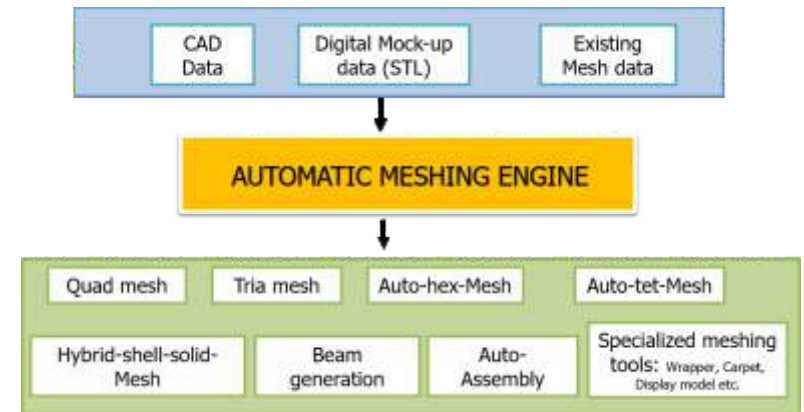 CAD
Data
Digital Mock-up
data (STL)
Existing
Mesh data
AUTOMATIC MESHING ENGINE
Quad mesh
Tria mesh
Auto-hex-Mesh
Auto-tet-Mesh
Hybrid-shell-solid-
Mesh
Beam
generation
Auto-
Assembly
Specialized meshing
tools: Wrapper, Carpet,
Display model etc.